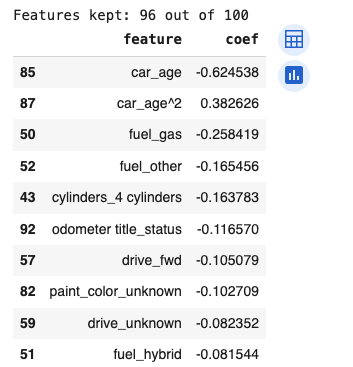 Features kept: 96 out of 100
feature coef
85 car_age -0.624538
87 car_age^2 0.382626
50 fuel_gas -0.258419
52 fuel_other -0.165456
43 cylinders_4 cylinders -0.163783
92 odometer title_status -0.116570
57 drive_fwd -0.105079
82 paint_color_unknown -0.102709
59 drive_unknown -0.082352
51 fuel_hybrid -0.081544